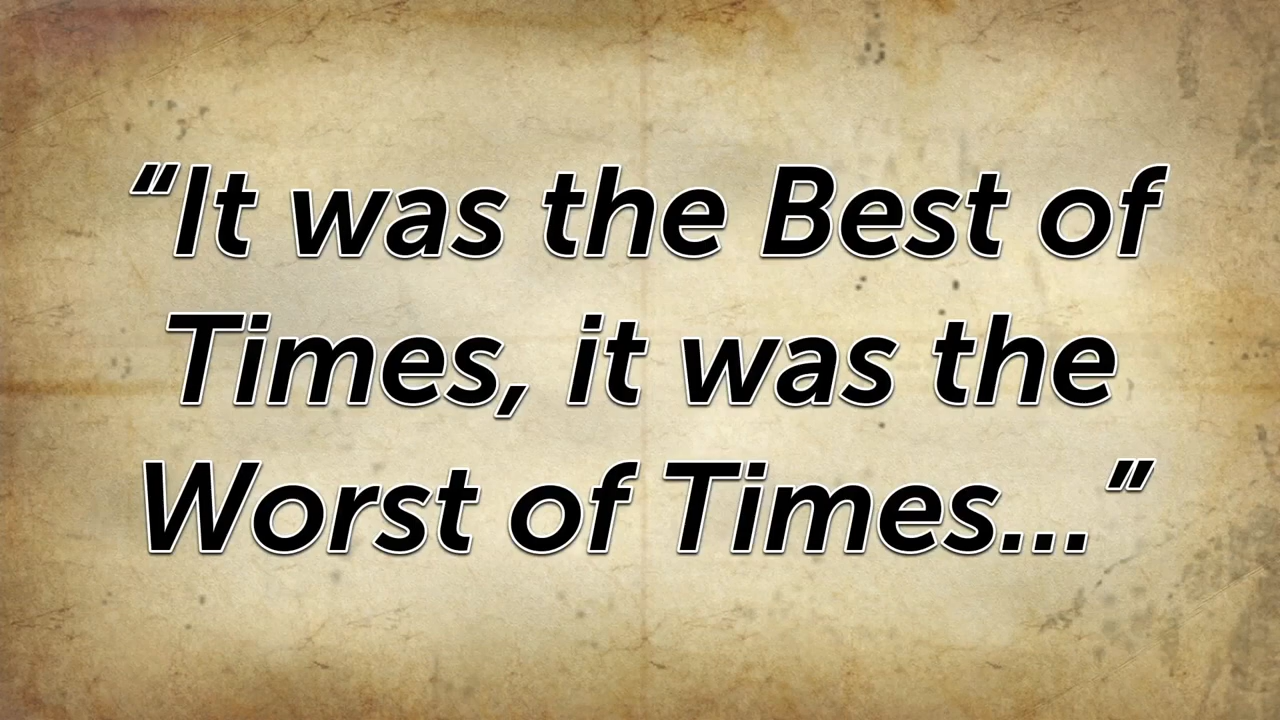 “It was the Best of
Times, it was the
Worst of Times...”